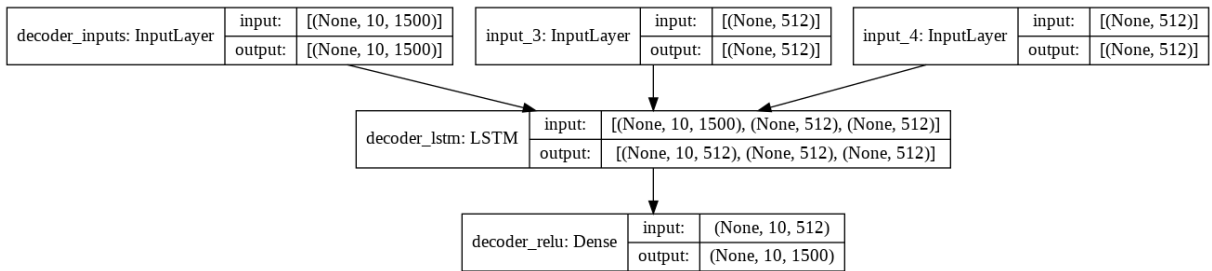 decoder_inputs: InputLayer
input:
[(None, 10, 1500)]
output:
[(None, 10, 1500)]
input_3: InputLayer
input:
[(None, 512)]
output:
[(None, 512)]
input_4: InputLayer
input:
[(None, 512)]
output:
[(None, 512)]
decoder_lstm: LSTM
input:
[(None, 10, 1500), (None, 512), (None, 512)]
output:
[(None, 10, 512), (None, 512), (None, 512)]
decoder_relu: Dense
input:
(None, 10, 512)
output:
(None, 10, 1500)